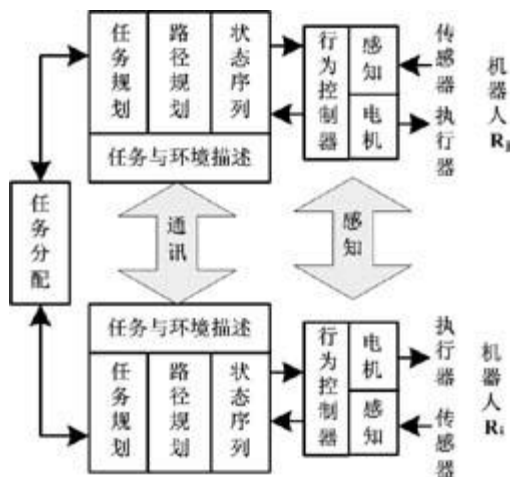 任务规划
路径规划
状态序列
任务与环境描述
行为控制器
感知
电机
传感器
执行器
机器人 Rj
任务分配
通讯
感知
任务与环境描述
任务规划
路径规划
状态序列
行为控制器
电机
感知
执行器
传感器
机器人 Ri